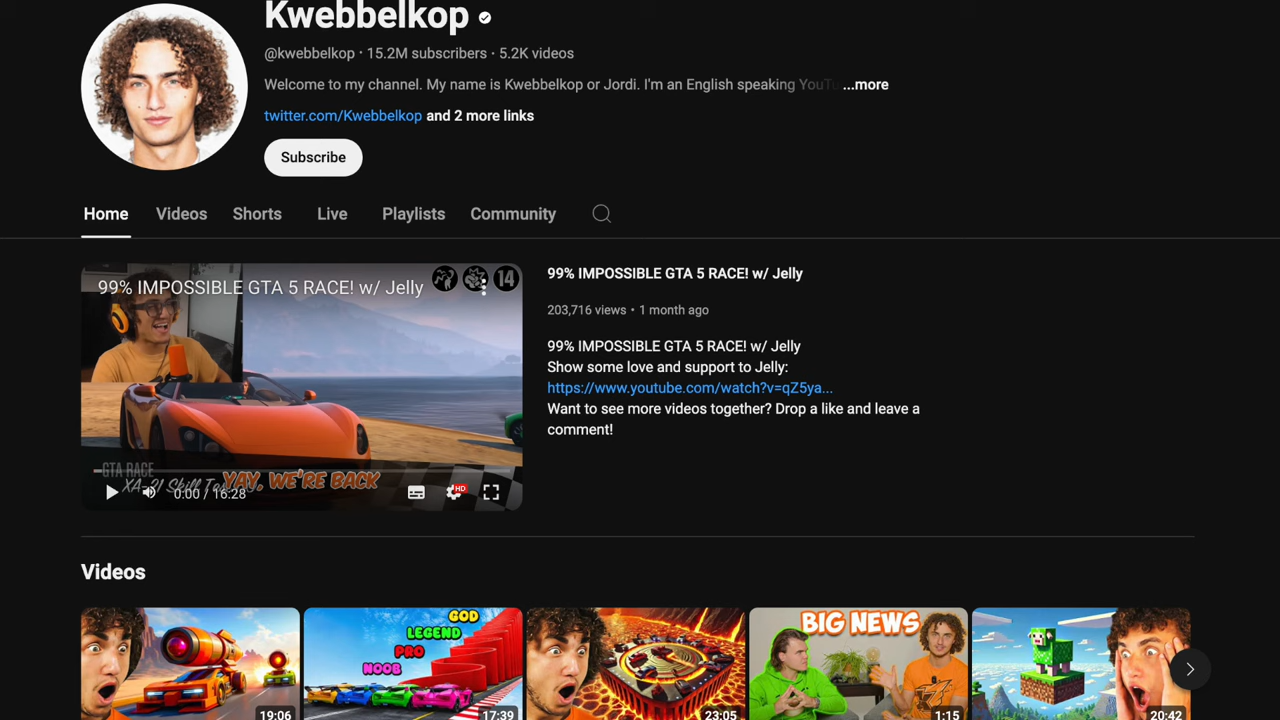 Kwebbelkop
@kwebbelkop · 15.2M subscribers · 5.2K videos
Welcome to my channel. My name is Kwebbelkop or Jordi. I'm an English speaking YouTu ...more
twitter.com/Kwebbelkop and 2 more links
Subscribe
Home Videos Shorts Live Playlists Community
99% IMPOSSIBLE GTA 5 RACE! w/ Jelly
14
GTA RACE
YAY, WE'RE BACK
0:00 / 16:28
HD
99% IMPOSSIBLE GTA 5 RACE! w/ Jelly
203,716 views • 1 month ago
99% IMPOSSIBLE GTA 5 RACE! w/ Jelly
Show some love and support to Jelly:
https://www.youtube.com/watch?v=qZ5ya...
Want to see more videos together? Drop a like and leave a
comment!
Videos
19:06
GOD
LEGEND
PRO
NOOB
17:39
23:05
BIG NEWS
1:15
20:42